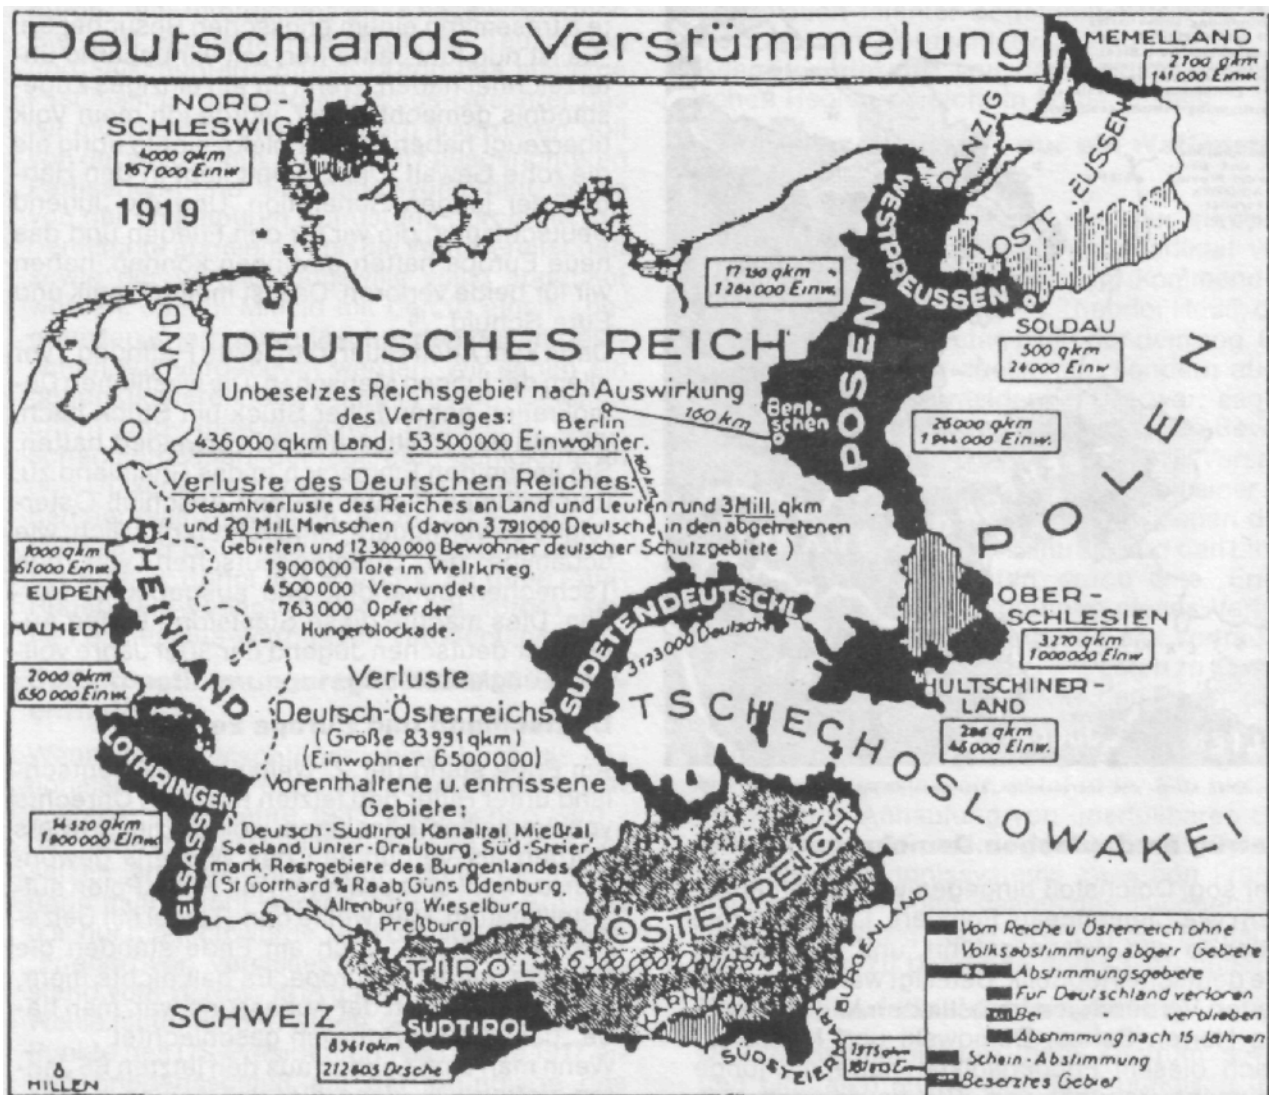 Deutschlands Verstümmelung
MEMELLAND
2700 qkm
141000 Einw.
NORD-
SCHLESWIG
4000 qkm
167000 Einw.
1919
DANZIG
WESTPREUSSEN
OSTPREUSSEN
17250 qkm
1284000 Einw.
SOLDAU
500 qkm
24000 Einw.
HOLLAND
DEUTSCHES REICH
POSEN
26000 qkm
1944000 Einw.
POLEN
Unbesetzes Reichsgebiet nach Auswirkung
des Vertrages:
Berlin
160 km
Bent-
schen
160 km
436000 qkm Land, 53500000 Einwohner.
Verluste des Deutschen Reiches:
Gesamtverluste des Reiches an Land und Leuten rund 3 Mill. qkm
und 20 Mill. Menschen (davon 3791000 Deutsche in den abgetretenen
Gebieten und 12300000 Bewohner deutscher Schutzgebiete)
1900000 Tote im Weltkrieg
4500000 Verwundete
763000 Opfer der
Hungerblockade.
1000 qkm
61000 Einw.
EUPEN
MALMEDY
RHEINLAND
2000 qkm
650000 Einw.
LOTHRINGEN
14520 qkm
ELSASS
SUDETENDEUTSCHL.
3123000 Deutsche
TSCHECHOSLOWAKEI
OBER-
SCHLESIEN
3270 qkm
1000000 Einw.
HULTSCHINER-
LAND
286 qkm
46000 Einw.
Verluste
Deutsch-Österreichs
(Größe 83991 qkm)
(Einwohner 6500000)
Vorenthaltene u. entrissene
Gebiete:
Deutsch-Südtirol, Kanaltal, Mießtal,
Seeland, Unter-Drauburg, Süd-Steier,
mark, Restgebiete des Burgenlandes
(St. Gotthard a/Raab, Güns, Ödenburg,
Altenburg, Wieselburg,
Preßburg)
ÖSTERREICH
TIROL
SCHWEIZ
SÜDTIROL
212803 Dtsche
KÄRNTEN
SÜDSTEIERMARK
BURGENLAND
Vom Reiche u Österreich ohne
Volksabstimmung abgetr. Gebiete
Abstimmungsgebiete
Für Deutschland verloren
Bei verblieben
Abstimmung nach 15 Jahren
Schein-Abstimmung
Besetztes Gebiet
HILLEN